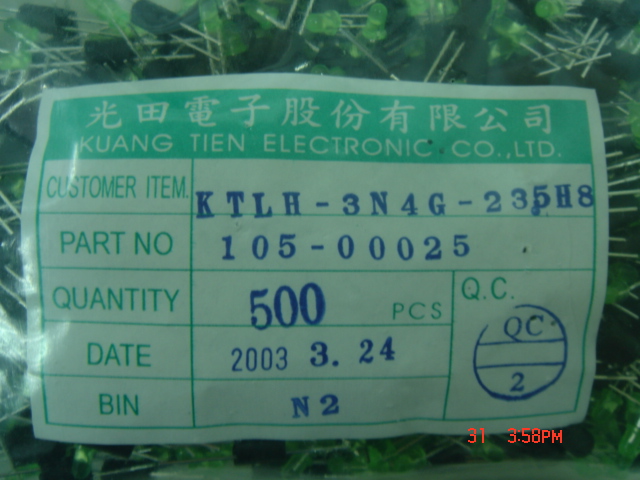 光田電子股份有限公司
KUANG TIEN ELECTRONIC CO.,LTD.
CUSTOMER ITEM. KTLH-3N4G-235H8
PART NO 105-00025
QUANTITY 500 PCS Q.C.
DATE 2003 3. 24 QC
BIN N2 2
31 3:58PM